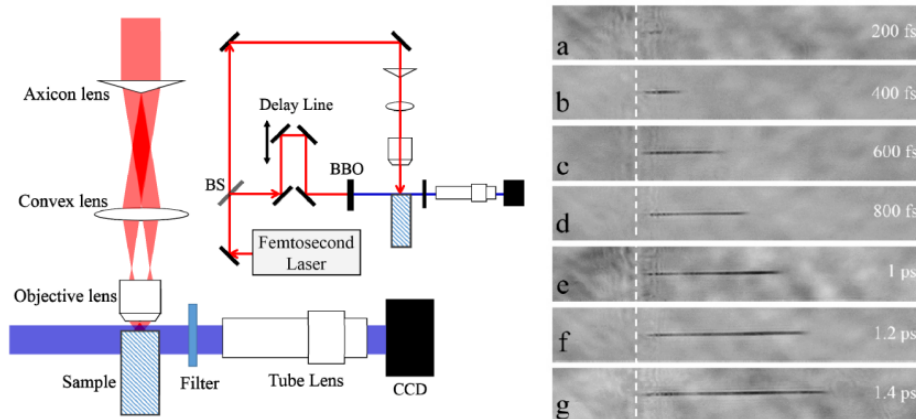 Axicon lens
Convex lens
Objective lens
Sample
Filter
Tube Lens
CCD
Delay Line
BS
BBO
Femtosecond
Laser
a
200 fs
b
400 fs
c
600 fs
d
800 fs
e
1 ps
f
1.2 ps
g
1.4 ps